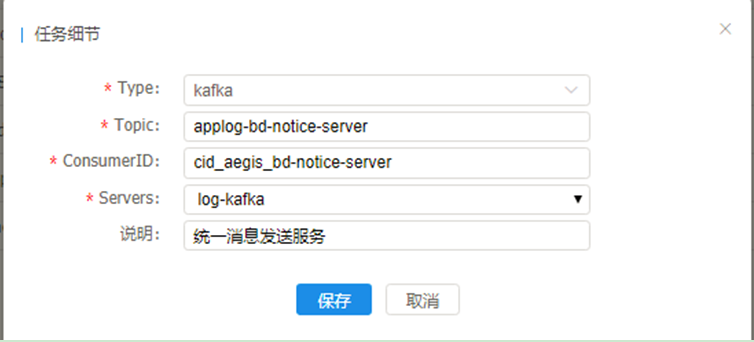 任务细节
* Type: kafka
* Topic: applog-bd-notice-server
* ConsumerID: cid_aegis_bd-notice-server
* Servers: log-kafka
说明: 统一消息发送服务
保存 取消